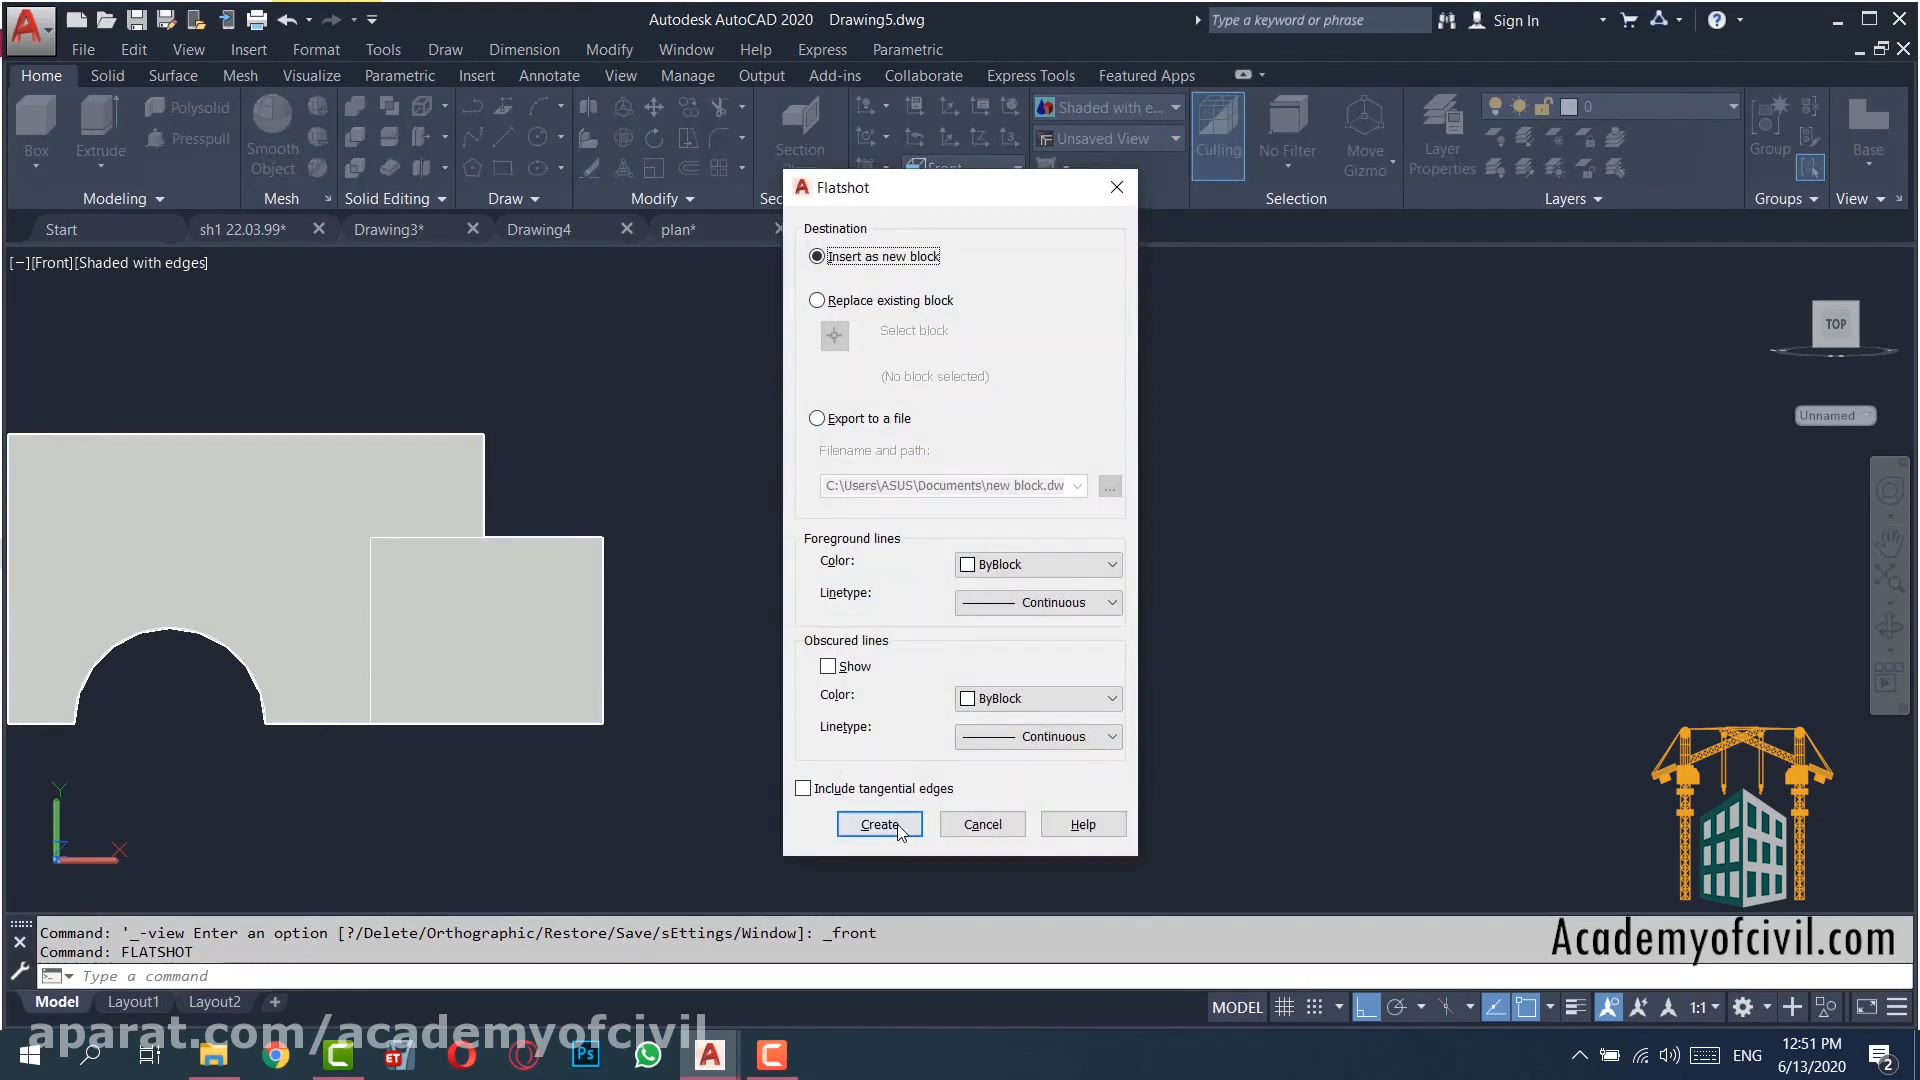 Autodesk AutoCAD 2020 Drawing5.dwg
Type a keyword or phrase
Sign In
File Edit View Insert Format Tools Draw Dimension Modify Window Help Express Parametric
Home Solid Surface Mesh Visualize Parametric Insert Annotate View Manage Output Add-ins Collaborate Express Tools Featured Apps
Box
Extrude
Polysolid
Presspull
Smooth
Object
Section
Shaded with e...
Unsaved View
Front
Culling
No Filter
Move
Gizmo
Layer
Properties
0
Group
Base
Modeling Mesh Solid Editing Draw Modify Sec Selection Layers Groups View
Start sh1 22.03.99* Drawing3* Drawing4 plan*
[−][Front][Shaded with edges]
TOP
Unnamed
Flatshot
Destination
Insert as new block
Replace existing block
Select block
(No block selected)
Export to a file
Filename and path:
C:\Users\ASUS\Documents\new block.dw
...
Foreground lines
Color: ByBlock
Linetype: Continuous
Obscured lines
Show
Color: ByBlock
Linetype: Continuous
Include tangential edges
Create Cancel Help
Y
X
Z
Academyofcivil.com
Command: '_-view Enter an option [?/Delete/Orthographic/Restore/Save/sEttings/Window]: _front
Command: FLATSHOT
Type a command
Model Layout1 Layout2
MODEL
1:1
aparat.com/academyofcivil
ET
Ps
ENG
12:51 PM
6/13/2020
2